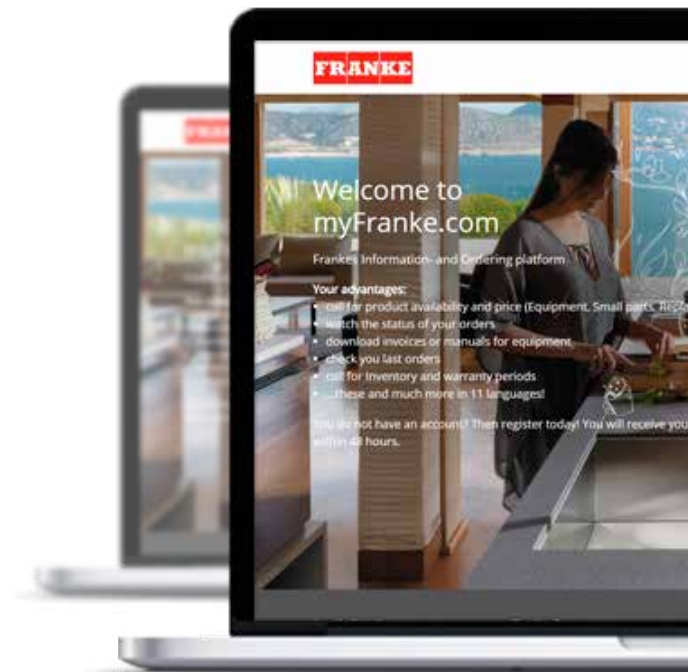 FRANKE
Welcome to
myFranke.com
Frankes Information- and Ordering platform
Your advantages:
• call for product availability and price (Equipment, Small parts,
• watch the status of your orders
• download invoices or manuals for equipment
• check you last orders
• call for Inventory and warranty periods
• ...these and much more in 11 languages!
You do not have an account? Then register today! You will receive you
within 48 hours.